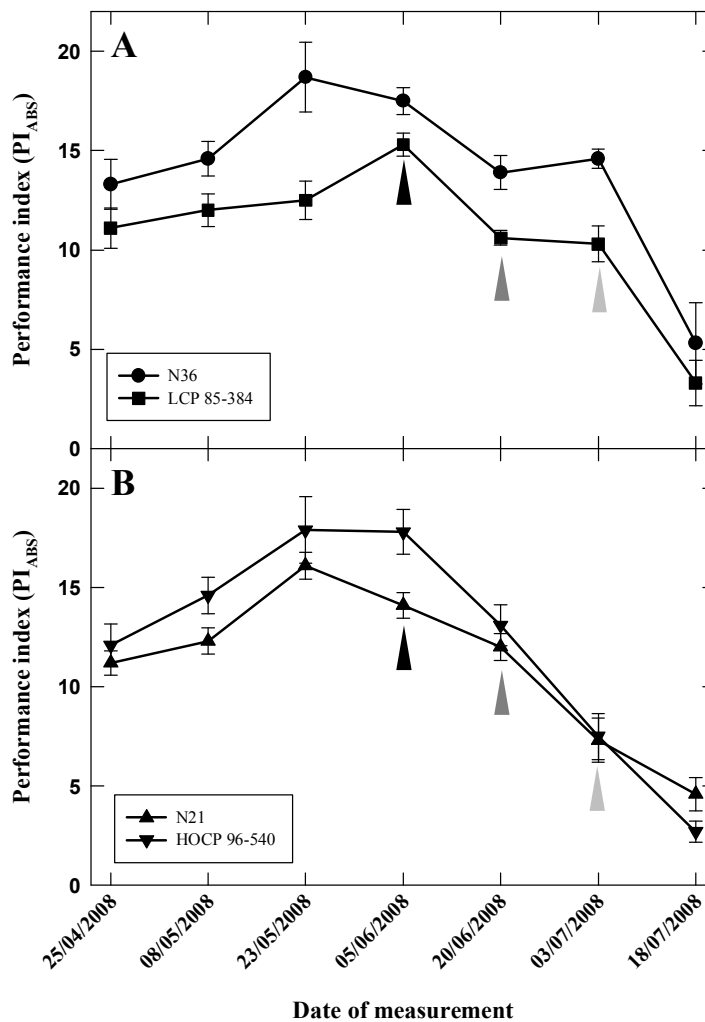 A
20
15
10
5
0
Performance index (PI_ABS)
N36
LCP 85-384
B
20
15
10
5
0
Performance index (PI_ABS)
N21
HOCP 96-540
25/04/2008
08/05/2008
23/05/2008
05/06/2008
20/06/2008
03/07/2008
18/07/2008
Date of measurement